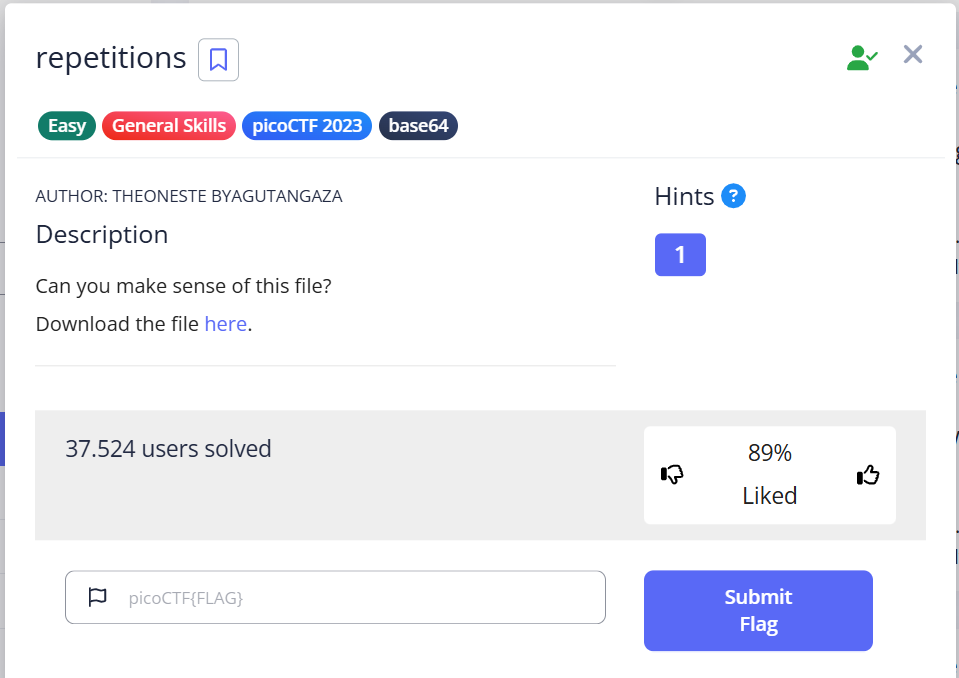 repetitions
Easy General Skills picoCTF 2023 base64
AUTHOR: THEONESTE BYAGUTANGAZA
Hints ?
Description
1
Can you make sense of this file?
Download the file here.
37.524 users solved
89%
Liked
picoCTF{FLAG}
Submit
Flag